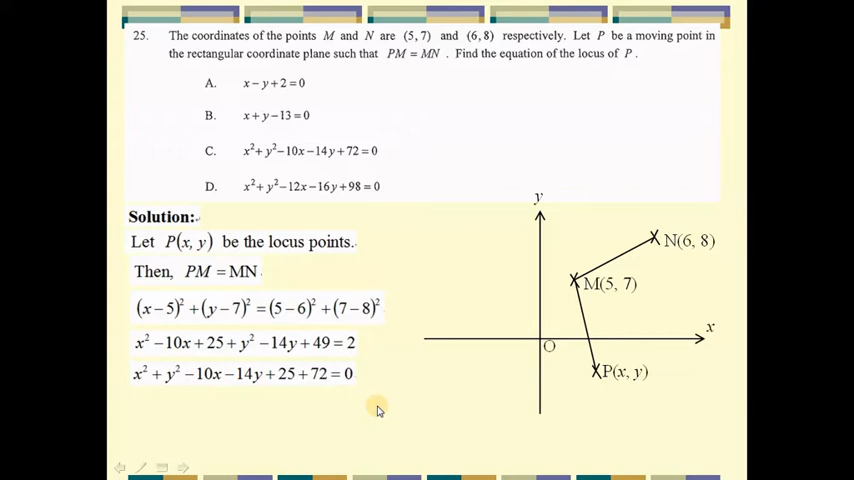 25. The coordinates of the points M and N are (5, 7) and (6, 8) respectively. Let P be a moving point in
the rectangular coordinate plane such that PM = MN . Find the equation of the locus of P .
A. x − y + 2 = 0
B. x + y − 13 = 0
C. x² + y² − 10x − 14y + 72 = 0
D. x² + y² − 12x − 16y + 98 = 0
Solution:
Let P(x, y) be the locus points.
Then, PM = MN
(x − 5)² + (y − 7)² = (5 − 6)² + (7 − 8)²
x² − 10x + 25 + y² − 14y + 49 = 2
x² + y² − 10x − 14y + 25 + 72 = 0
y
N(6, 8)
M(5, 7)
x
O
P(x, y)